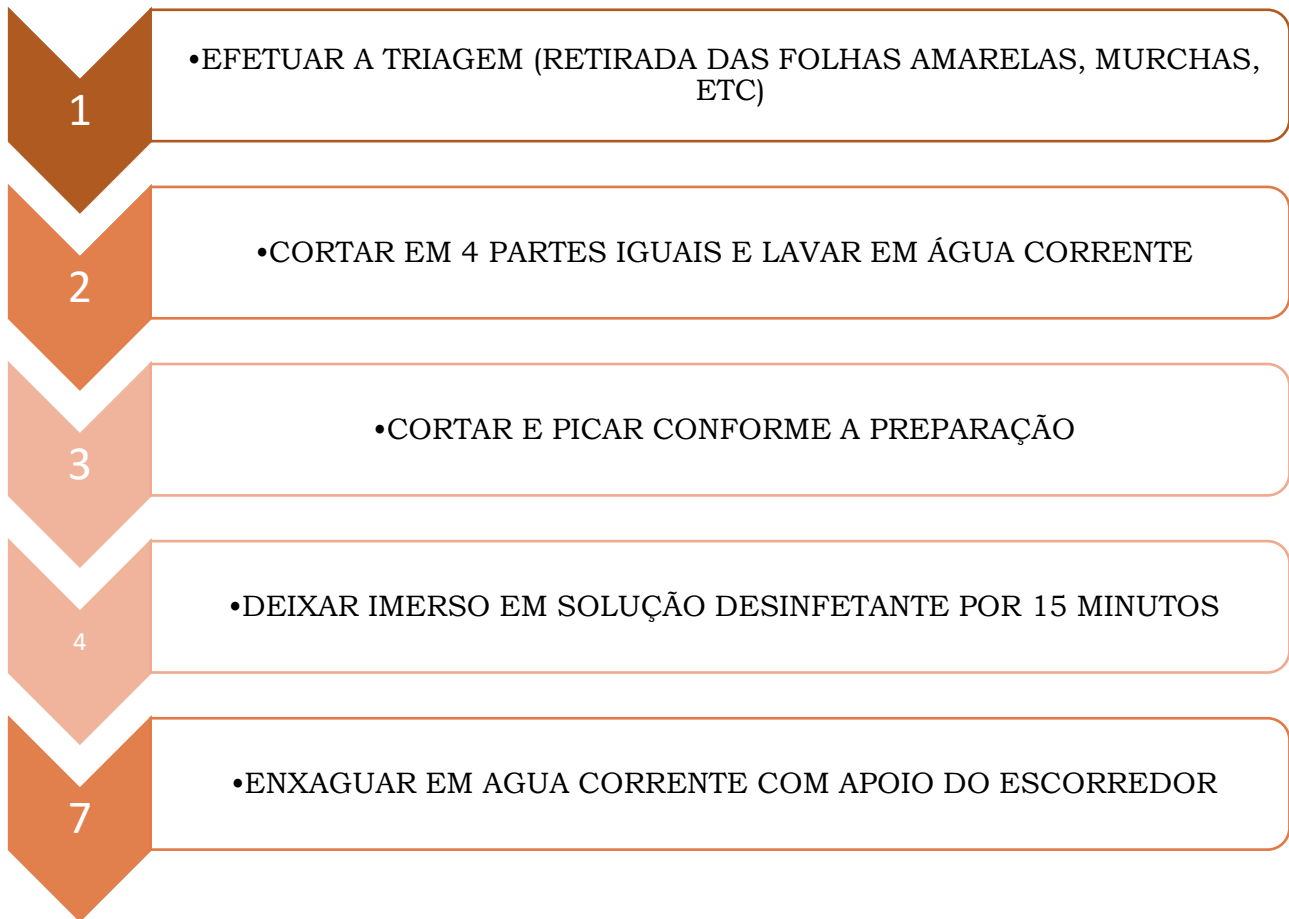 1
•EFETUAR A TRIAGEM (RETIRADA DAS FOLHAS AMARELAS, MURCHAS,
ETC)
2
•CORTAR EM 4 PARTES IGUAIS E LAVAR EM ÁGUA CORRENTE
3
•CORTAR E PICAR CONFORME A PREPARAÇÃO
4
•DEIXAR IMERSO EM SOLUÇÃO DESINFETANTE POR 15 MINUTOS
7
•ENXAGUAR EM AGUA CORRENTE COM APOIO DO ESCORREDOR